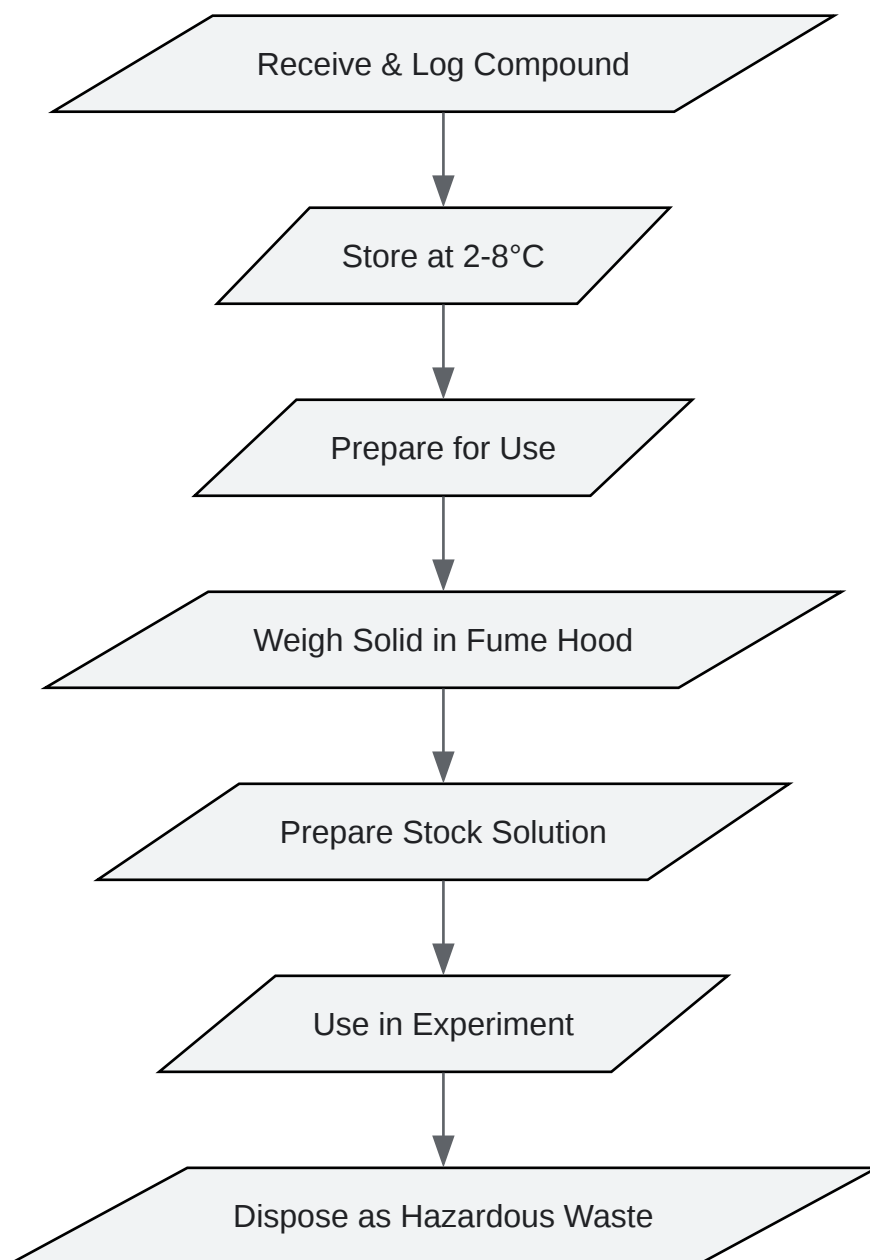 Receive & Log Compound
Store at 2-8°C
Prepare for Use
Weigh Solid in Fume Hood
Prepare Stock Solution
Use in Experiment
Dispose as Hazardous Waste